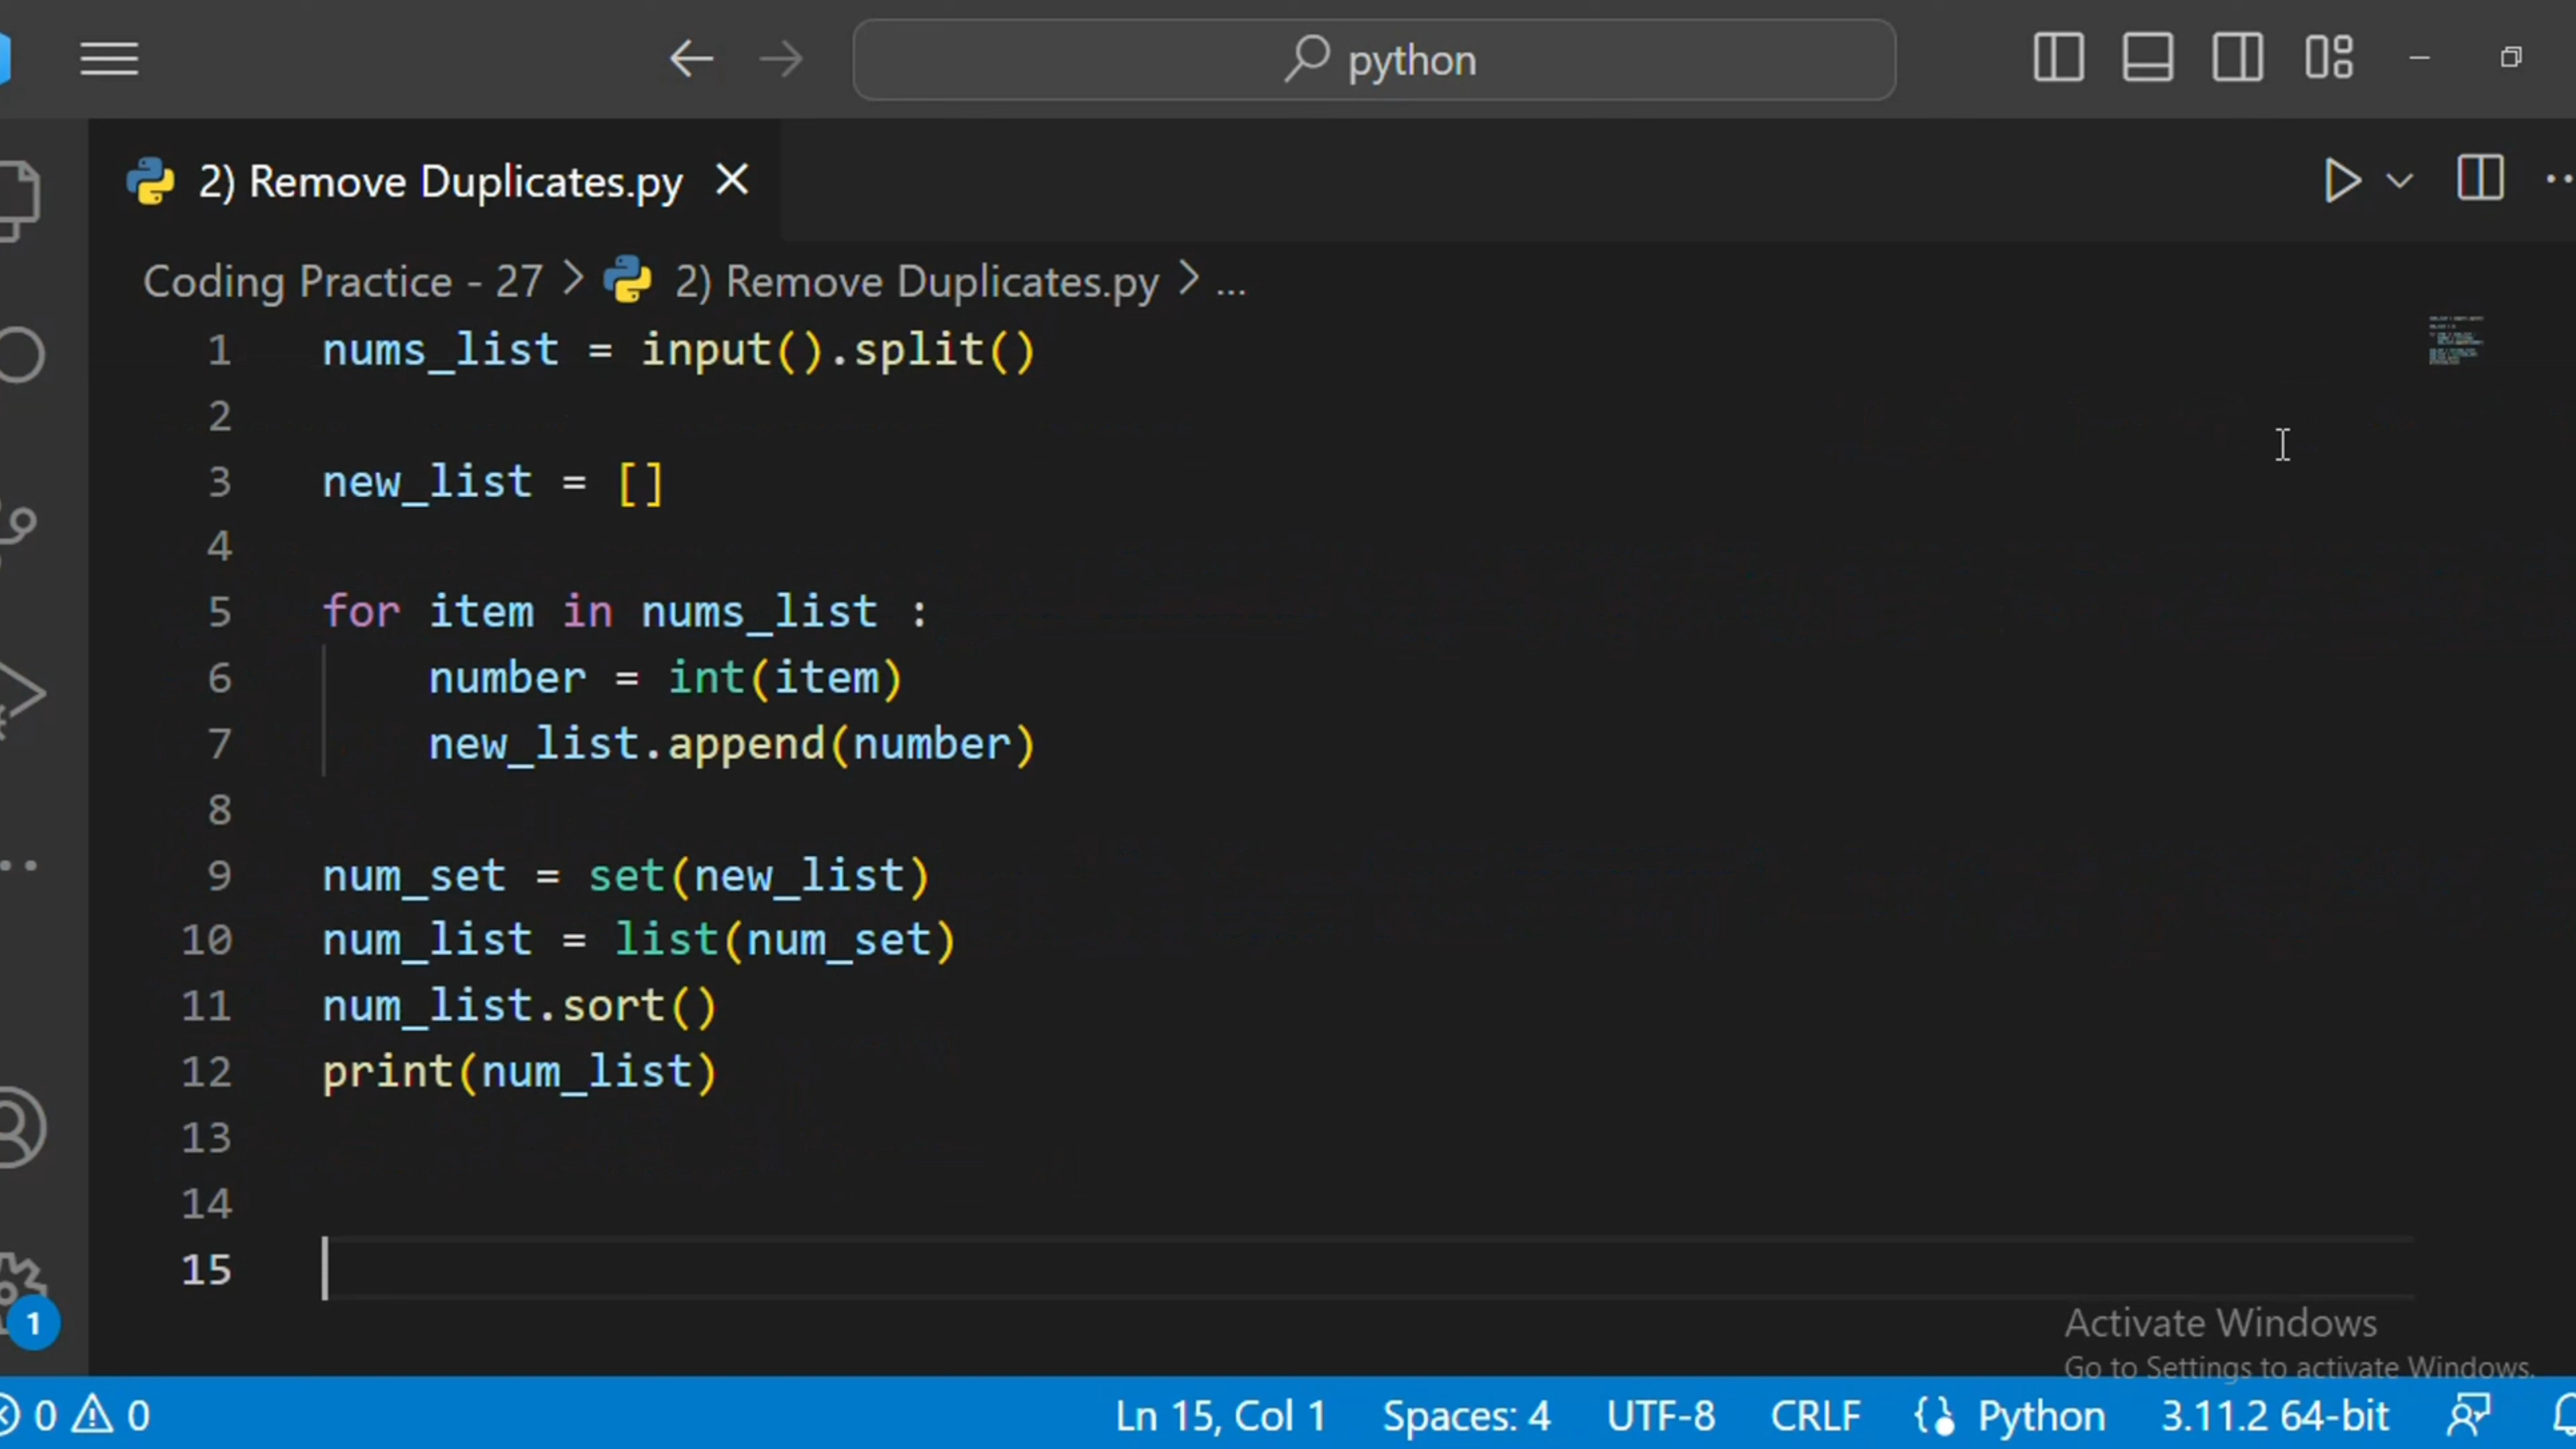 python
2) Remove Duplicates.py
Coding Practice - 27 > 2) Remove Duplicates.py > ...
1 nums_list = input().split()
2
3 new_list = []
4
5 for item in nums_list :
6     number = int(item)
7     new_list.append(number)
8
9 num_set = set(new_list)
10 num_list = list(num_set)
11 num_list.sort()
12 print(num_list)
13
14
15
1
Activate Windows
Go to Settings to activate Windows.
0 0 Ln 15, Col 1 Spaces: 4 UTF-8 CRLF {} Python 3.11.2 64-bit